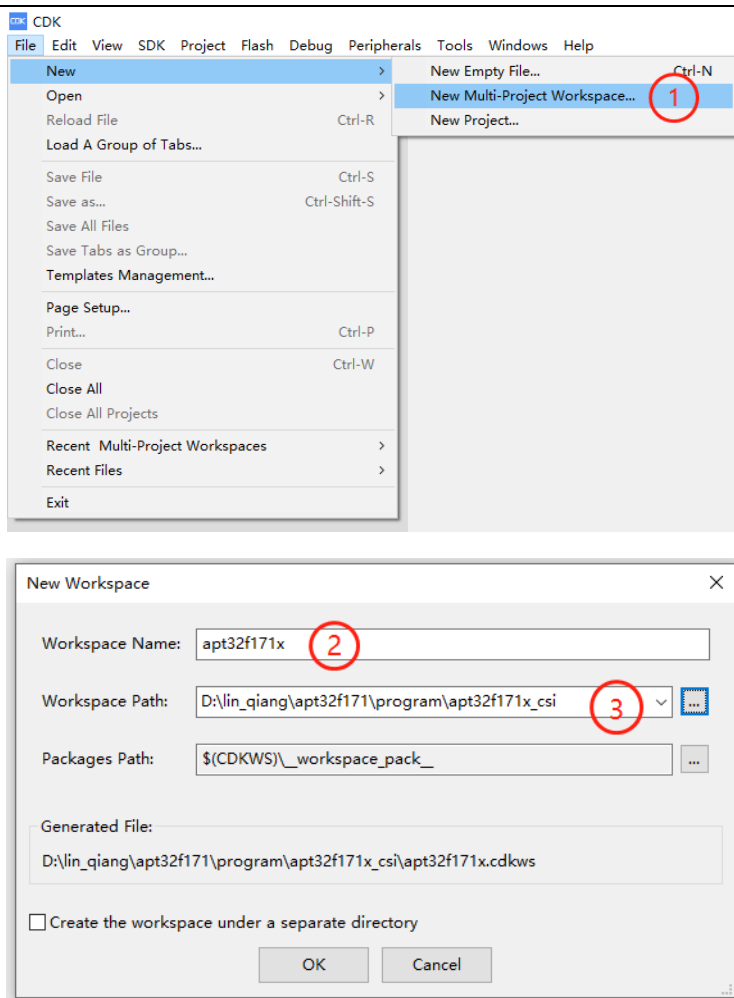 CDK CDK
File Edit View SDK Project Flash Debug Peripherals Tools Windows Help
New > New Empty File... Ctrl-N
Open > New Multi-Project Workspace... 1
Reload File Ctrl-R New Project...
Load A Group of Tabs...
Save File Ctrl-S
Save as... Ctrl-Shift-S
Save All Files
Save Tabs as Group...
Templates Management...
Page Setup...
Print... Ctrl-P
Close Ctrl-W
Close All
Close All Projects
Recent  Multi-Project Workspaces >
Recent Files >
Exit
New Workspace ×
Workspace Name: apt32f171x 2
Workspace Path: D:\lin_qiang\apt32f171\program\apt32f171x_csi 3 ...
Packages Path: $(CDKWS)\__workspace_pack__ ...
Generated File:
D:\lin_qiang\apt32f171\program\apt32f171x_csi\apt32f171x.cdkws
Create the workspace under a separate directory
OK Cancel